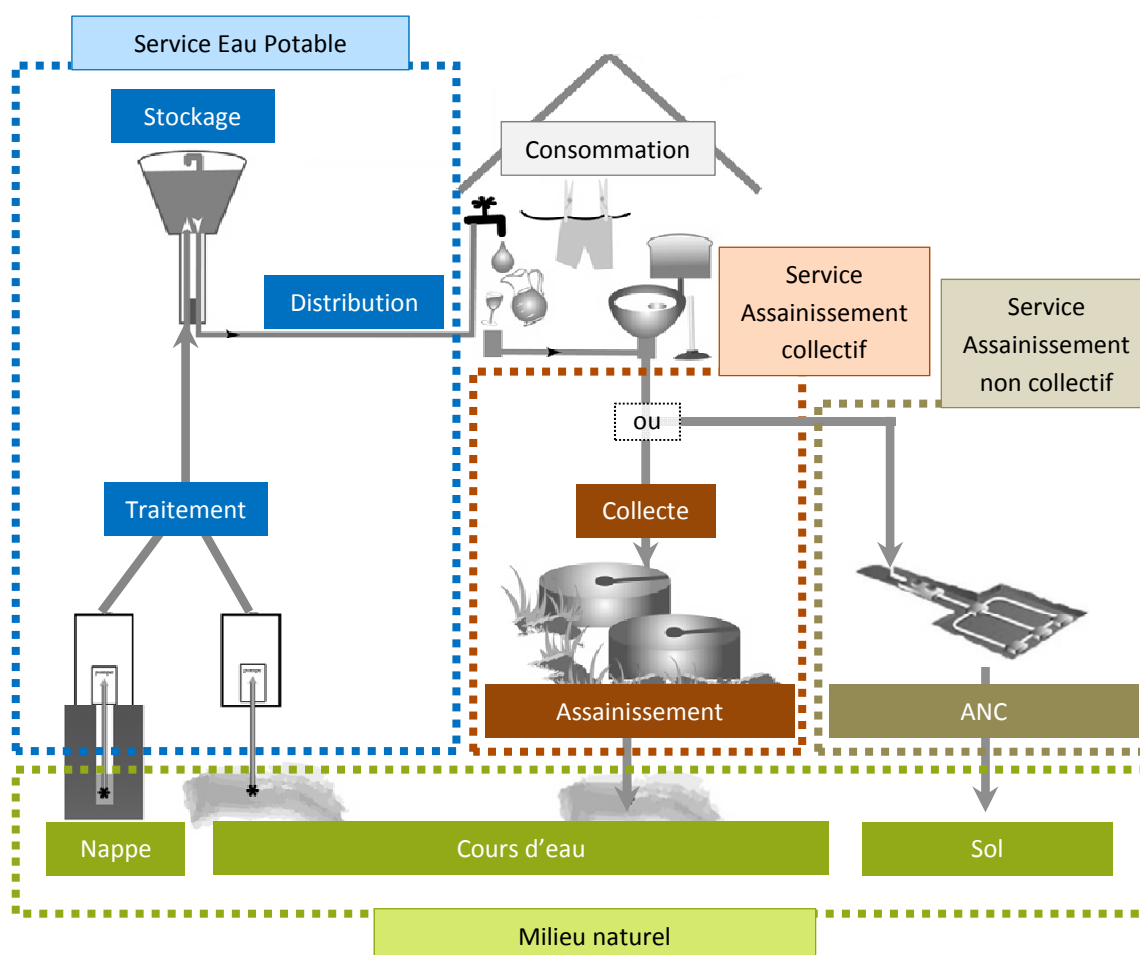 Service Eau Potable
Stockage
Consommation
Distribution
Service
Assainissement
collectif
Service
Assainissement
non collectif
ou
Traitement
Collecte
Assainissement
ANC
Nappe
Cours d’eau
Sol
Milieu naturel